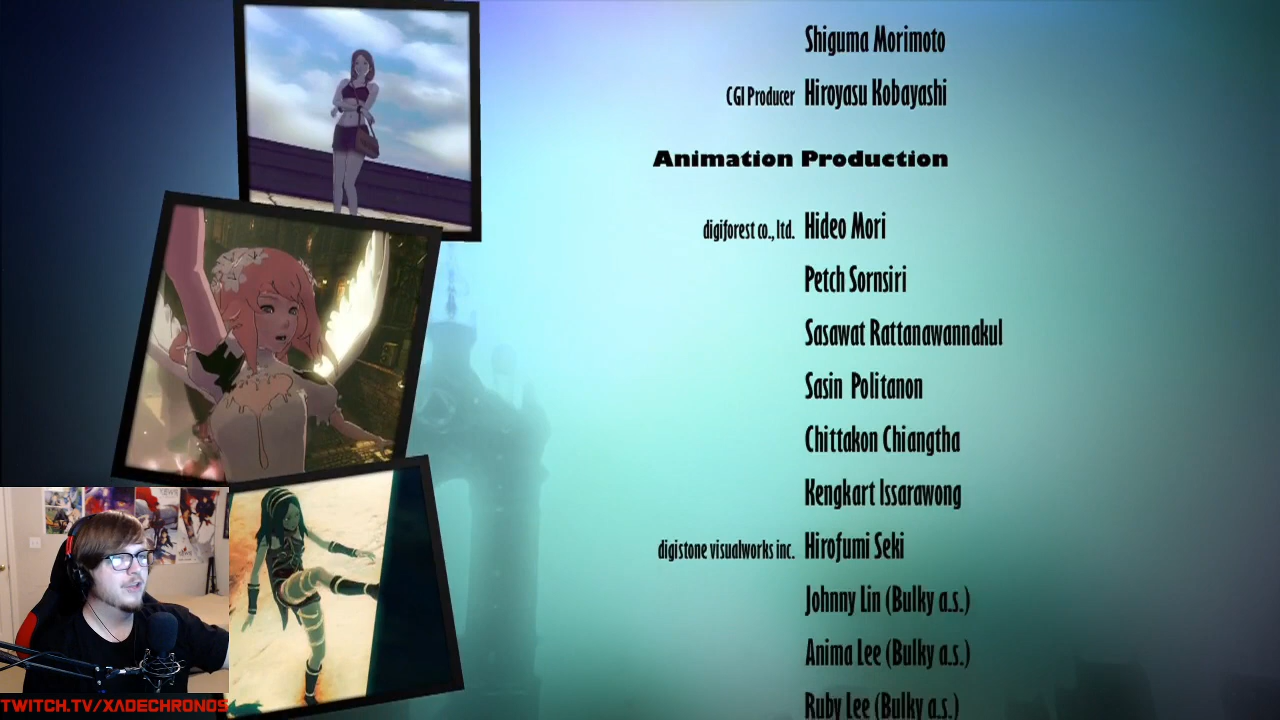 Shiguma Morimoto
CGI Producer Hiroyasu Kobayashi
Animation Production
digiforest co., ltd. Hideo Mori
Petch Sornsiri
Sasawat Rattanawannakul
Sasin Politanon
Chittakon Chiangtha
Kengkart Issarawong
digistone visualworks inc. Hirofumi Seki
Johnny Lin (Bulky a.s.)
Anima Lee (Bulky a.s.)
Ruby Lee (Bulky a.s.)
TWITCH.TV/XADECHRONOS